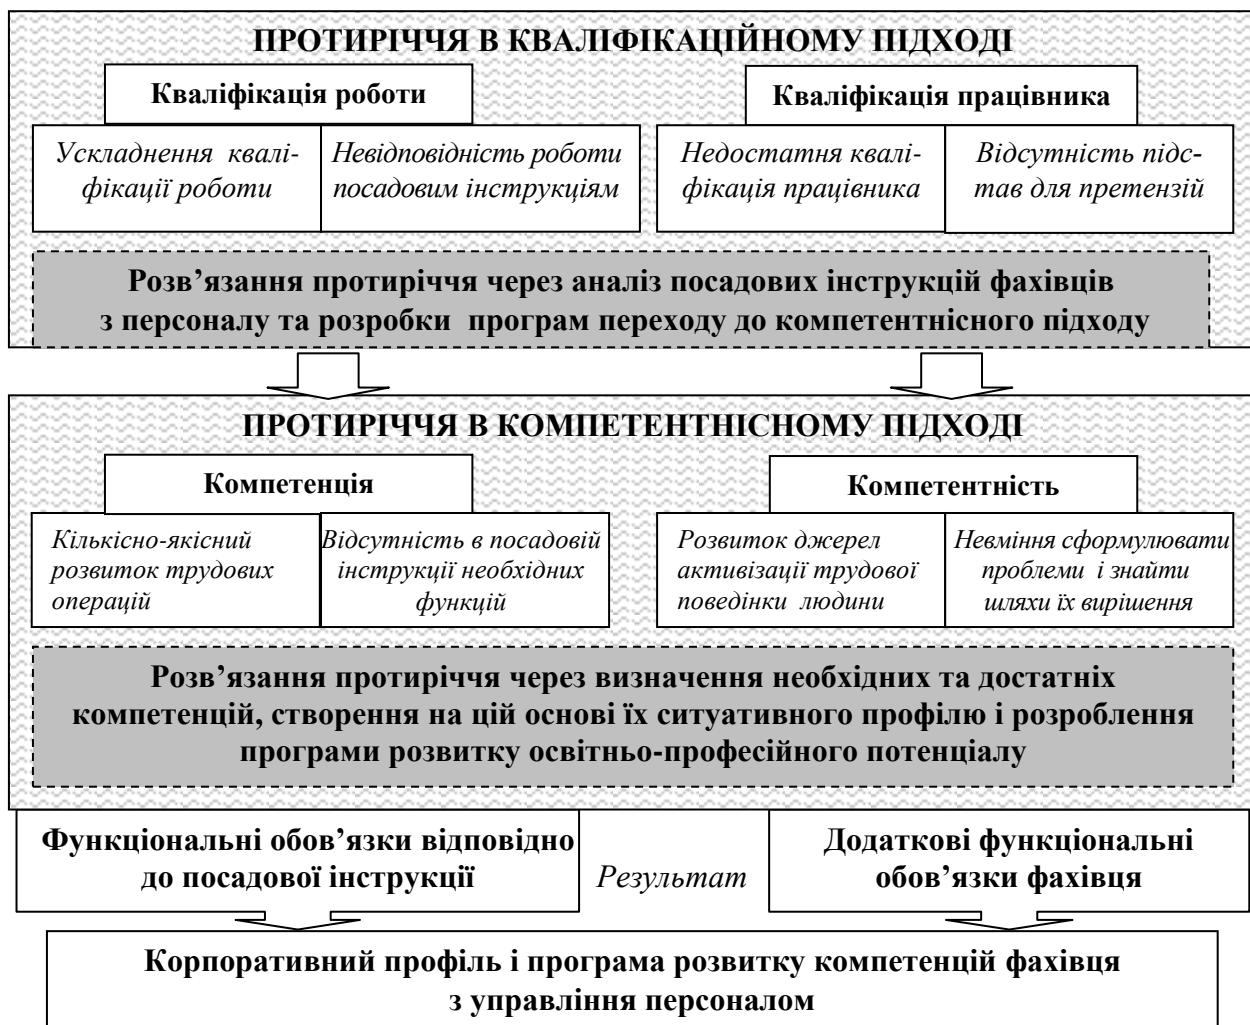 ПРОТИРІЧЧЯ В КВАЛІФІКАЦІЙНОМУ ПІДХОДІ
Кваліфікація роботи
Ускладнення квалі-
фікації роботи
Невідповідність роботи
посадовим інструкціям
Кваліфікація працівника
Недостатня квалі-
фікація працівника
Відсутність підс-
тав для претензій
Розв’язання протиріччя через аналіз посадових інструкцій фахівців
з персоналу та розробки програм переходу до компетентнісного підходу
ПРОТИРІЧЧЯ В КОМПЕТЕНТНІСНОМУ ПІДХОДІ
Компетенція
Кількісно-якісний
розвиток трудових
операцій
Відсутність в посадовій
інструкції необхідних
функцій
Компетентність
Розвиток джерел
активізації трудової
поведінки людини
Невміння сформулювати
проблеми і знайти
шляхи їх вирішення
Розв’язання протиріччя через визначення необхідних та достатніх
компетенцій, створення на цій основі їх ситуативного профілю і розроблення
програми розвитку освітньо-професійного потенціалу
Функціональні обов’язки відповідно
до посадової інструкції
Результат
Додаткові функціональні
обов’язки фахівця
Корпоративний профіль і програма розвитку компетенцій фахівця
з управління персоналом